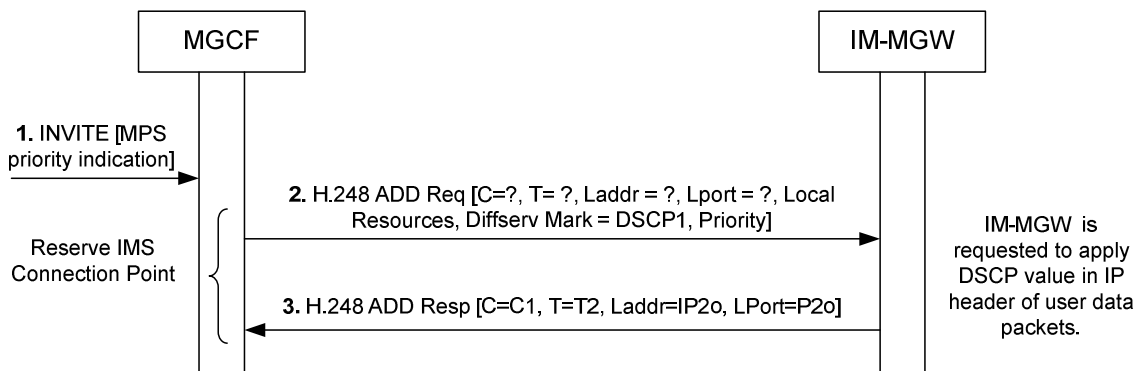 MGCF
IM-MGW
1. INVITE [MPS
priority indication]
2. H.248 ADD Req [C=?, T= ?, Laddr = ?, Lport = ?, Local
Resources, Diffserv Mark = DSCP1, Priority]
Reserve IMS
Connection Point
IM-MGW is
requested to apply
DSCP value in IP
header of user data
packets.
3. H.248 ADD Resp [C=C1, T=T2, Laddr=IP2o, LPort=P2o]